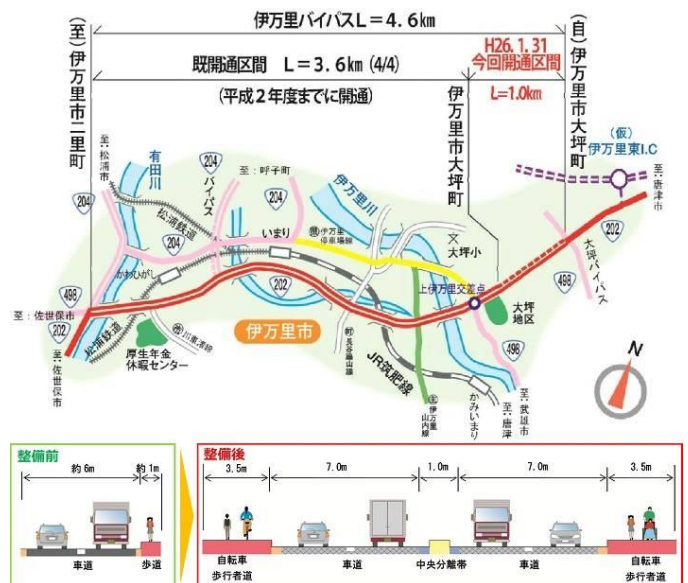 伊万里バイパスL=4.6km
H26.1.31
今回開通区間
既開通区間 L=3.6km (4/4)
(平成2年度までに開通)
L=1.0km
(至)伊万里市二里町
伊万里市大坪町
(自)伊万里市大坪町
(仮)
伊万里東I.C
至:唐津市
至:松浦市
有田川
204
バイパス
204
至:呼子町
伊万里川
204
松浦鉄道
204
いまり
伊万里
停車場線
大坪小
202
大坪バイパス
498
かわひがし
498
202
上伊万里交差点
大坪
地区
至:佐世保市
202
松浦鉄道
伊万里市
JR筑肥線
498
厚生年金
休暇センター
至:佐世保市
伊万里
山内線
かみいまり
至:唐津
至:武雄市
N
整備前
約6m
約1m
車道
歩道
整備後
3.5m
7.0m
1.0m
7.0m
3.5m
自転車
歩行者道
車道
中央分離帯
車道
自転車
歩行者道